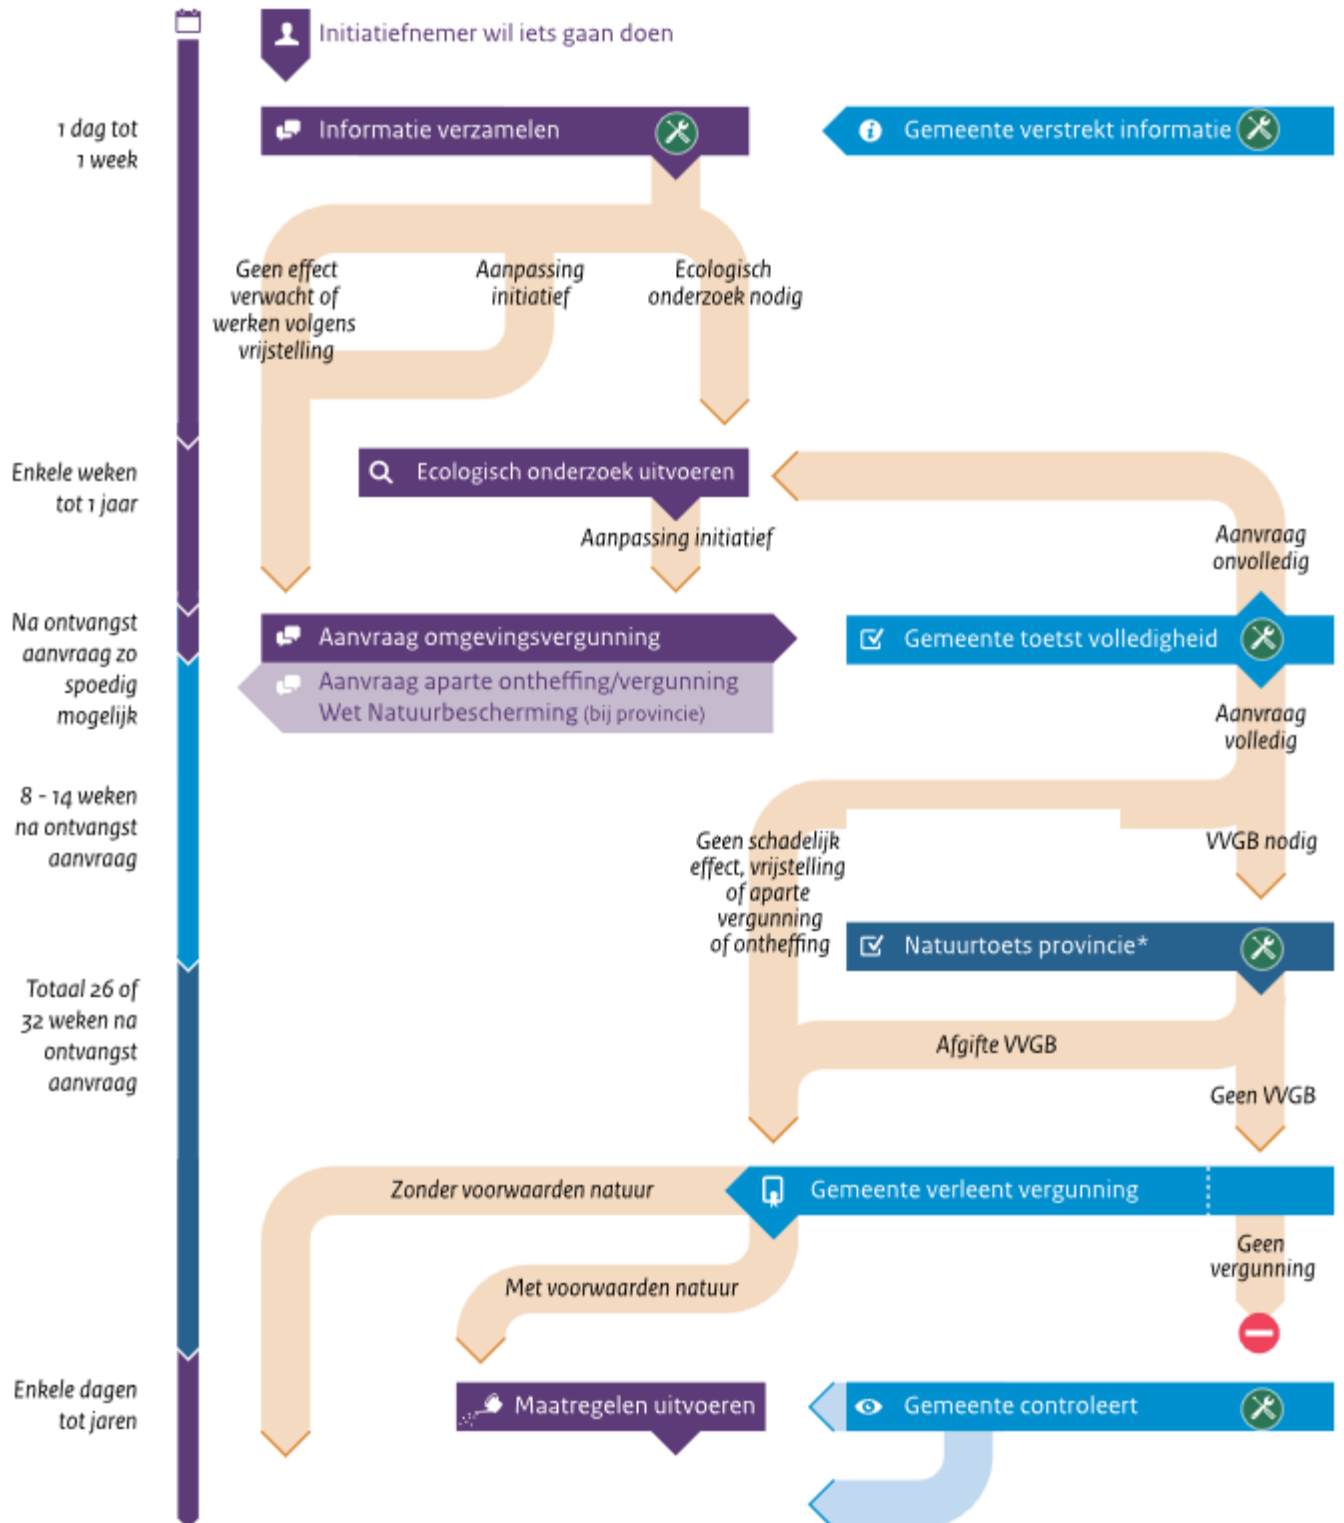 Initiatiefnemer wil iets gaan doen
1 dag tot
1 week
Informatie verzamelen
Gemeente verstrekt informatie
Geen effect
verwacht of
werken volgens
vrijstelling
Aanpassing
initiatief
Ecologisch
onderzoek nodig
Enkele weken
tot 1 jaar
Ecologisch onderzoek uitvoeren
Aanpassing initiatief
Aanvraag
onvolledig
Na ontvangst
aanvraag zo
spoedig
mogelijk
Aanvraag omgevingsvergunning
Aanvraag aparte ontheffing/vergunning
Wet Natuurbescherming (bij provincie)
Gemeente toetst volledigheid
Aanvraag
volledig
8 - 14 weken
na ontvangst
aanvraag
Geen schadelijk
effect, vrijstelling
of aparte
vergunning
of ontheffing
VVGB nodig
Natuurtoets provincie*
Totaal 26 of
32 weken na
ontvangst
aanvraag
Afgifte VVGB
Geen VVGB
Zonder voorwaarden natuur
Gemeente verleent vergunning
Geen
vergunning
Met voorwaarden natuur
Enkele dagen
tot jaren
Maatregelen uitvoeren
Gemeente controleert